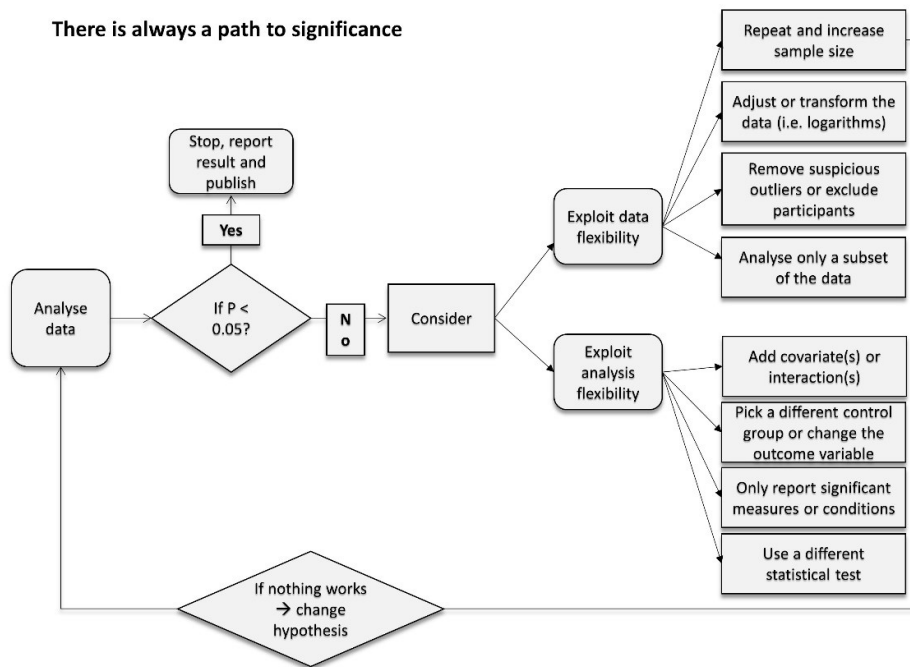 There is always a path to significance
Repeat and increase
sample size
Adjust or transform the
data (i.e. logarithms)
Stop, report
result and
publish
Remove suspicious
outliers or exclude
participants
Exploit data
flexibility
Yes
Analyse only a subset
of the data
Analyse
data
If P <
0.05?
N
o
Consider
Exploit
analysis
flexibility
Add covariate(s) or
interaction(s)
Pick a different control
group or change the
outcome variable
Only report significant
measures or conditions
Use a different
statistical test
If nothing works
→ change
hypothesis